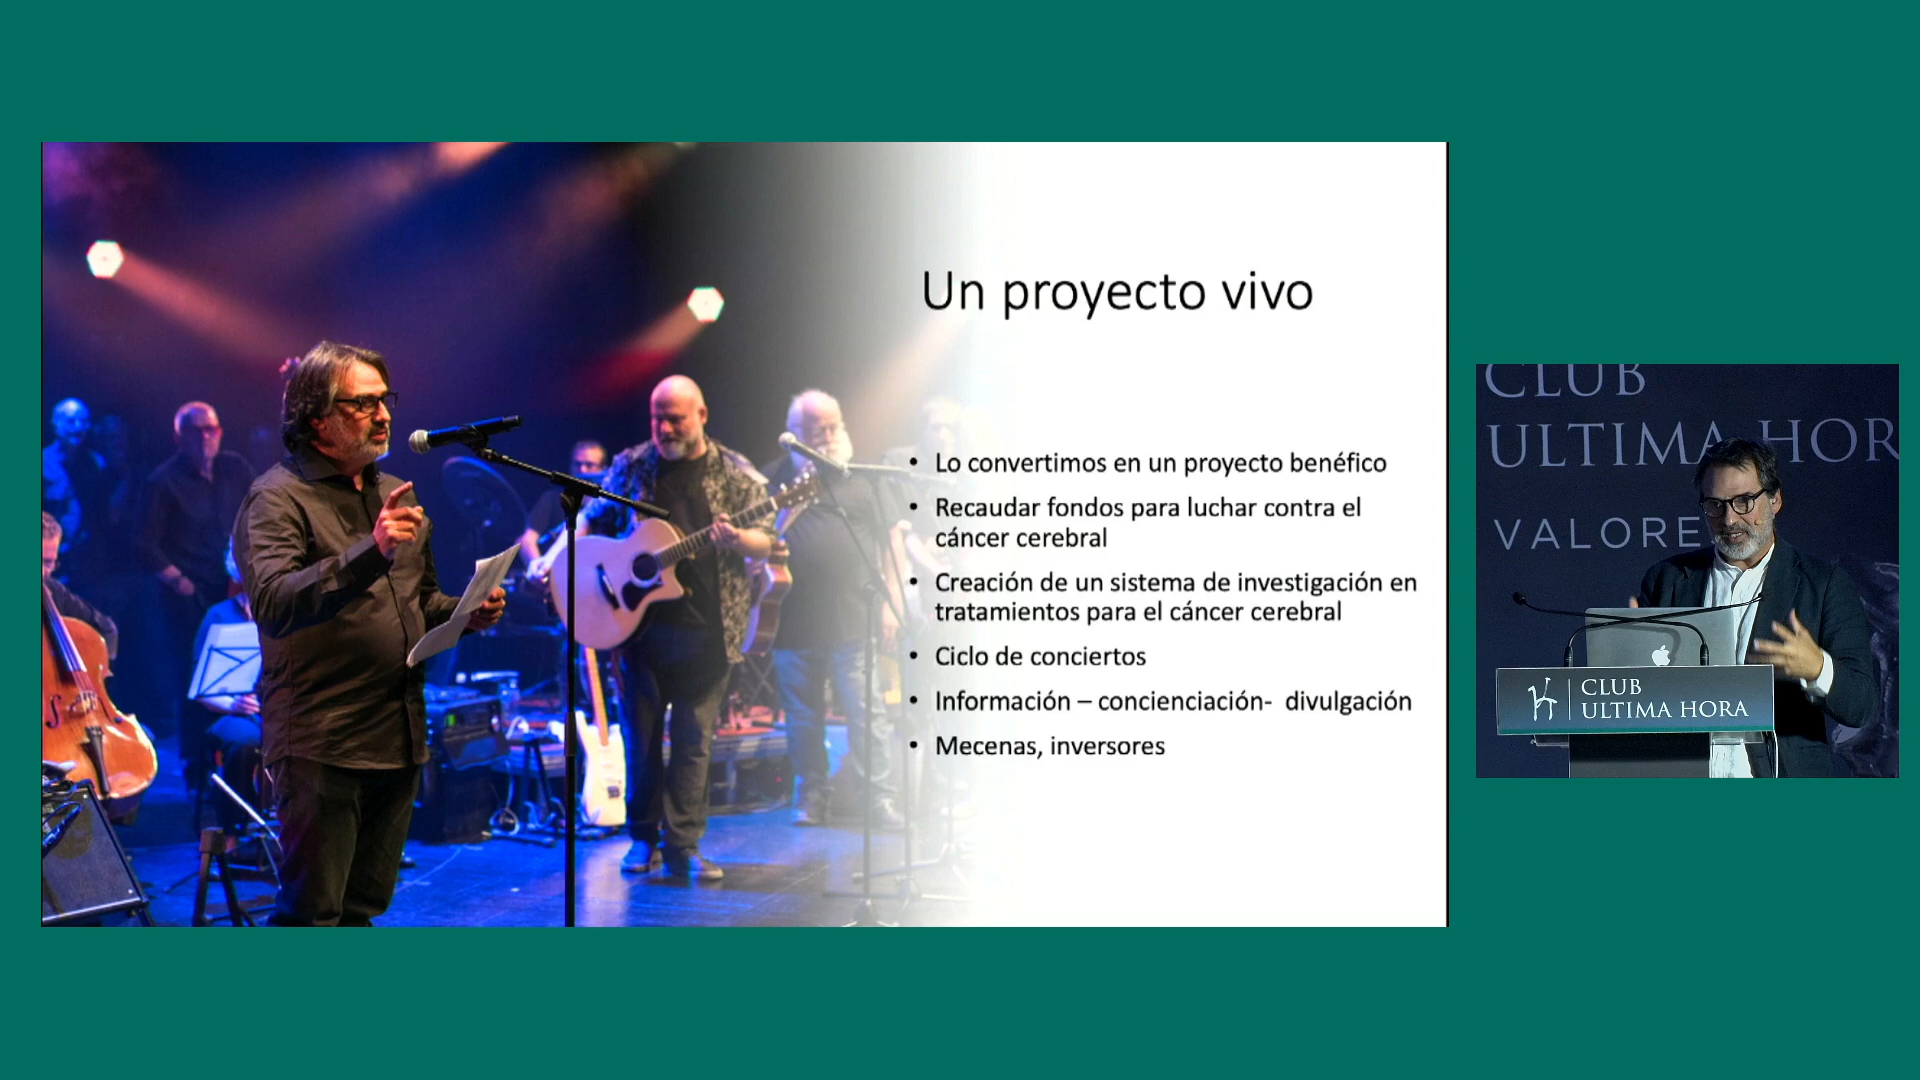 Un proyecto vivo
• Lo convertimos en un proyecto benéfico
• Recaudar fondos para luchar contra el
cáncer cerebral
• Creación de un sistema de investigación en
tratamientos para el cáncer cerebral
• Ciclo de conciertos
• Información – concienciación-  divulgación
• Mecenas, inversores
CLUB
ULTIMA HOR
VALORE
CLUB
ULTIMA HORA